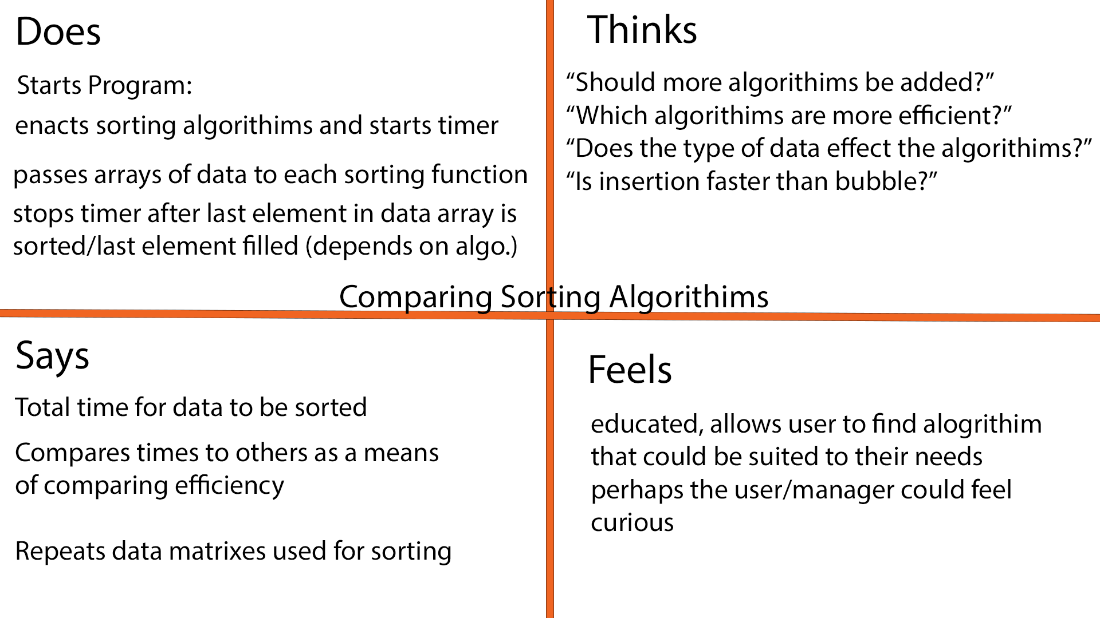 Does
Starts Program:
enacts sorting algorithims and starts timer
passes arrays of data to each sorting function
stops timer after last element in data array is
sorted/last element filled (depends on algo.)
Thinks
“Should more algorithims be added?”
“Which algorithims are more efficient?”
“Does the type of data effect the algorithims?”
“Is insertion faster than bubble?”
Comparing Sorting Algorithims
Says
Total time for data to be sorted
Compares times to others as a means
of comparing efficiency
Repeats data matrixes used for sorting
Feels
educated, allows user to find alogrithim
that could be suited to their needs
perhaps the user/manager could feel
curious